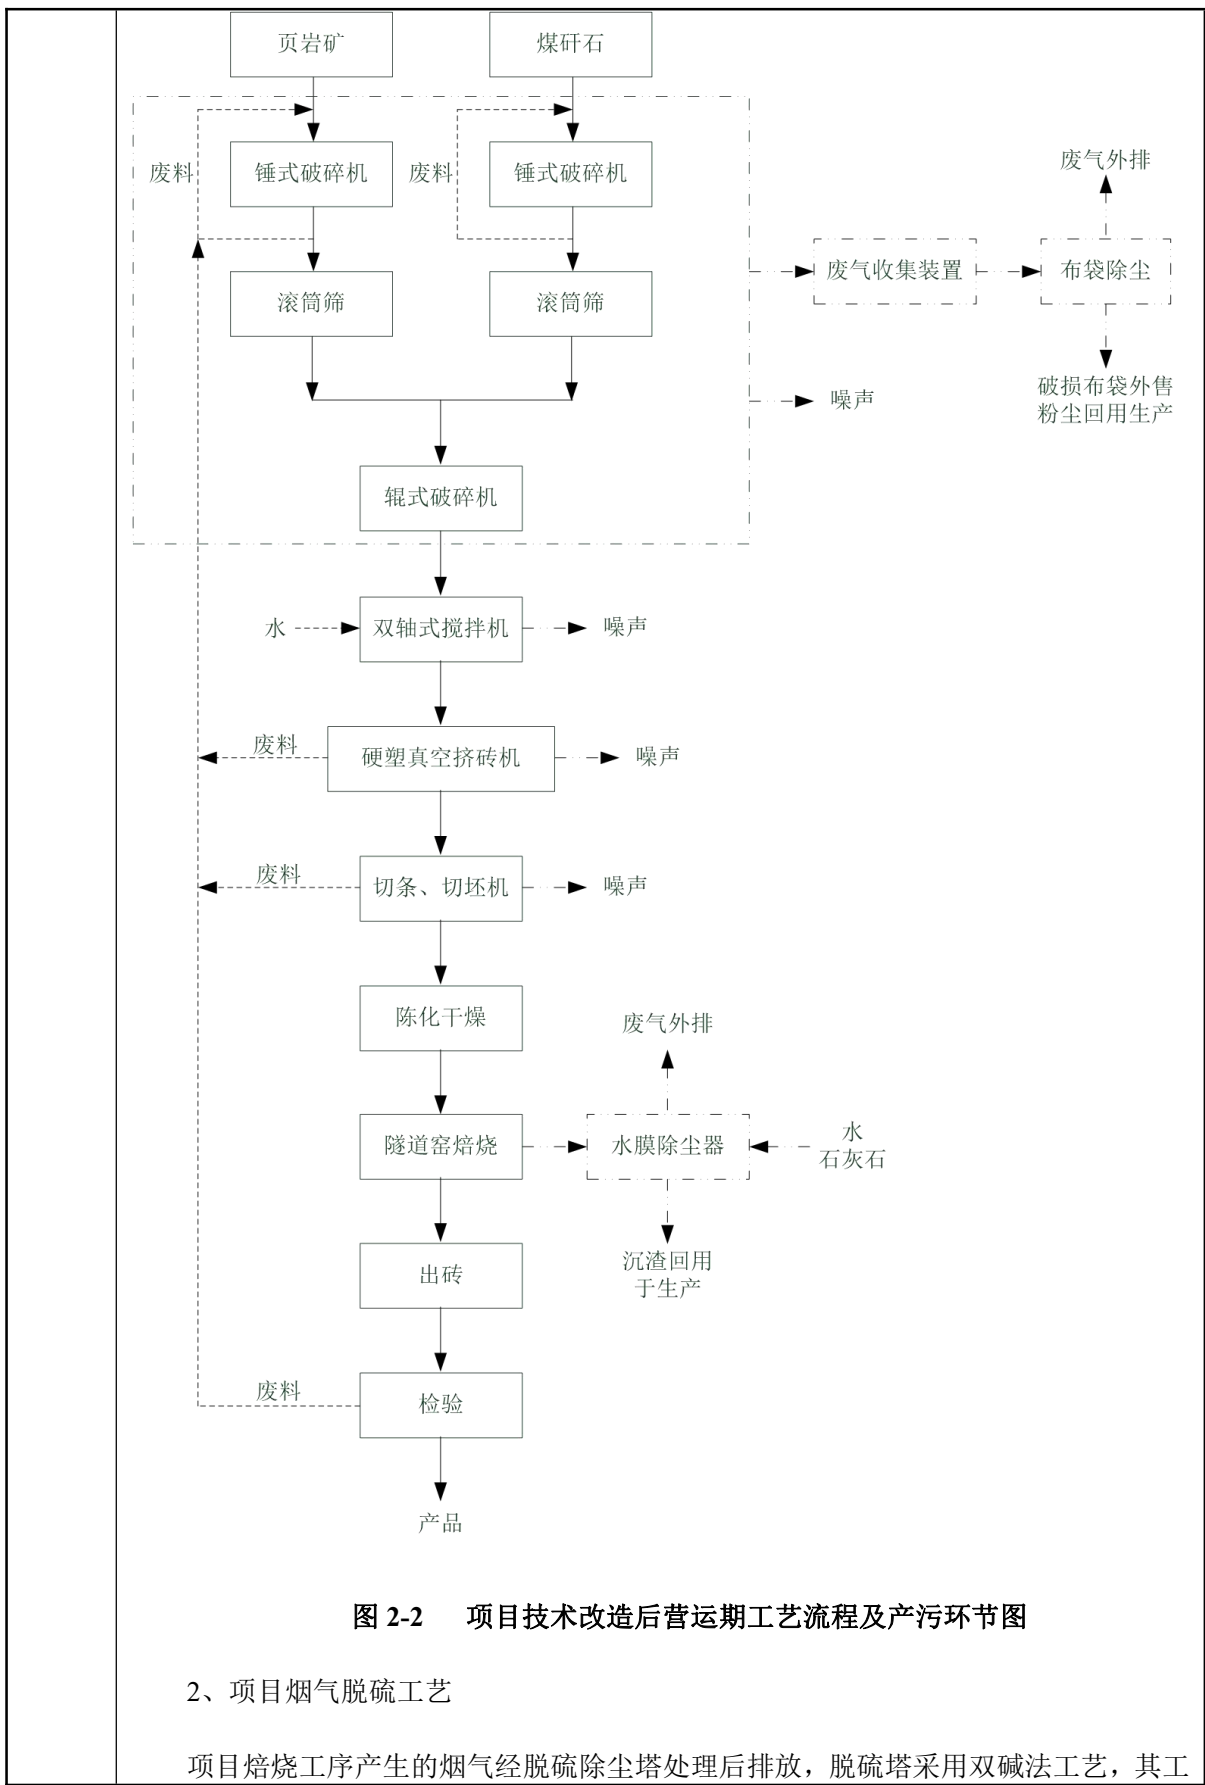 页岩矿
煤矸石
废料
锤式破碎机
废料
锤式破碎机
废气外排
废气收集装置
布袋除尘
滚筒筛
滚筒筛
破损布袋外售
粉尘回用生产
噪声
辊式破碎机
水
双轴式搅拌机
噪声
废料
硬塑真空挤砖机
噪声
废料
切条、切坯机
噪声
陈化干燥
废气外排
隧道窑焙烧
水膜除尘器
水
石灰石
出砖
沉渣回用
于生产
废料
检验
产品
图 2-2 项目技术改造后营运期工艺流程及产污环节图
2、项目烟气脱硫工艺
项目焙烧工序产生的烟气经脱硫除尘塔处理后排放，脱硫塔采用双碱法工艺，其工